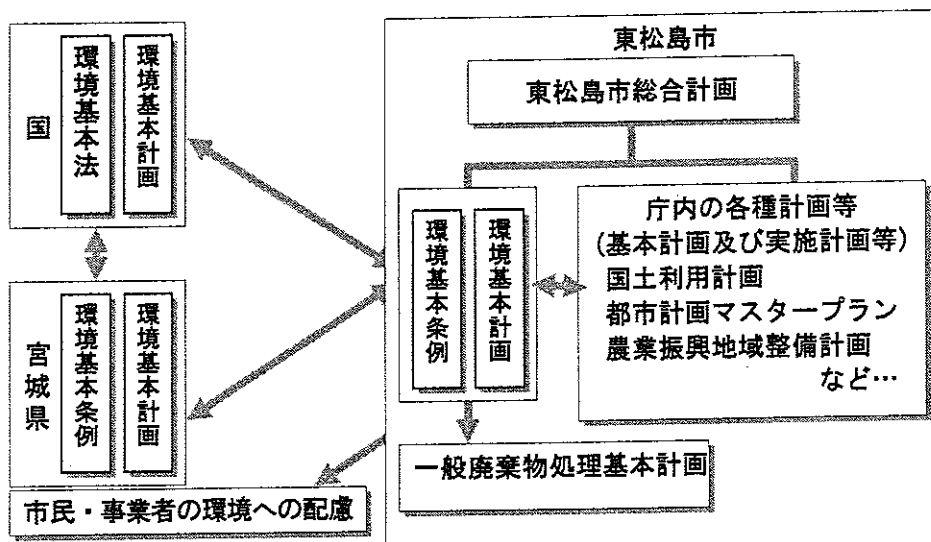 国
環境基本法
環境基本計画
宮城県
環境基本条例
環境基本計画
市民・事業者の環境への配慮
東松島市
東松島市総合計画
環境基本条例
環境基本計画
庁内の各種計画等
(基本計画及び実施計画等)
国土利用計画
都市計画マスタープラン
農業振興地域整備計画
など…
一般廃棄物処理基本計画